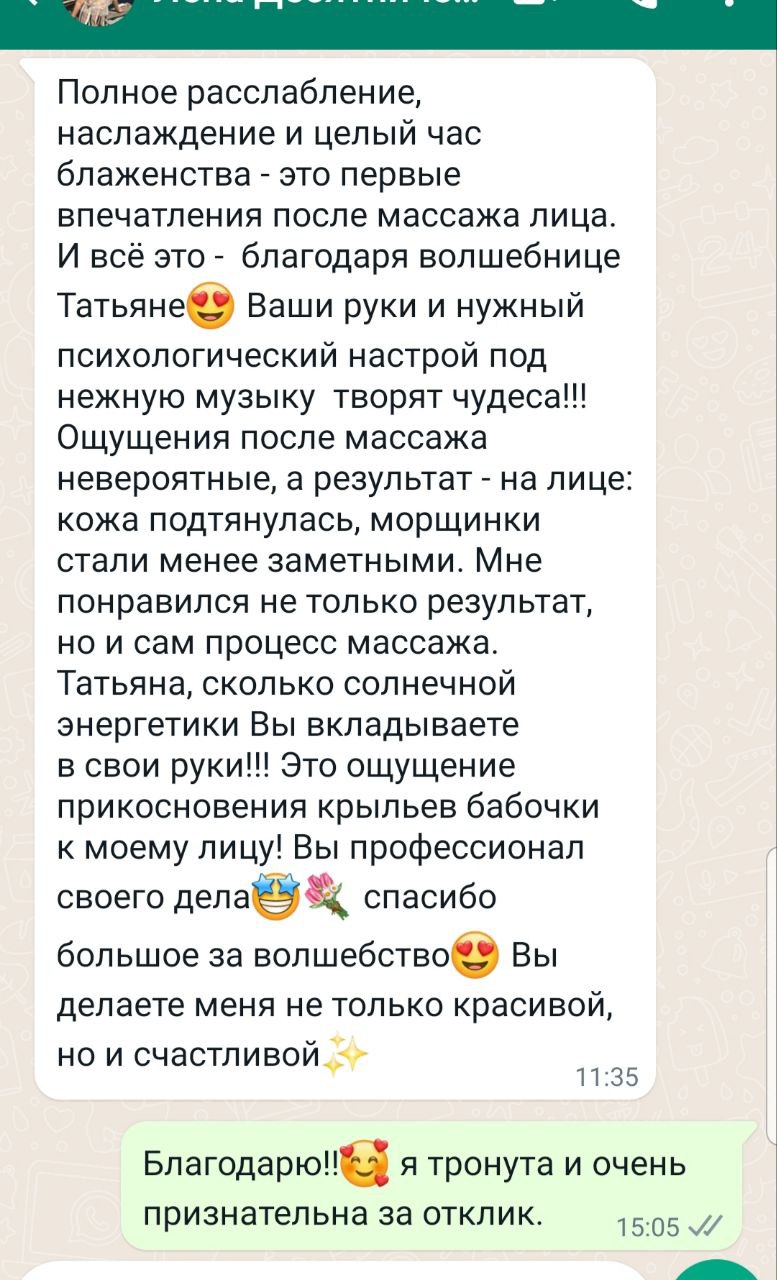 Полное расслабление,
наслаждение и целый час
блаженства - это первые
впечатления после массажа лица.
И всё это -  благодаря волшебнице
Татьяне😍 Ваши руки и нужный
психологический настрой под
нежную музыку  творят чудеса!!!
Ощущения после массажа
невероятные, а результат - на лице:
кожа подтянулась, морщинки
стали менее заметными. Мне
понравился не только результат,
но и сам процесс массажа.
Татьяна, сколько солнечной
энергетики Вы вкладываете
в свои руки!!! Это ощущение
прикосновения крыльев бабочки
к моему лицу! Вы профессионал
своего дела🤩💐 спасибо
большое за волшебство😍 Вы
делаете меня не только красивой,
но и счастливой✨
11:35
Благодарю!!🥰 я тронута и очень
признательна за отклик.
15:05